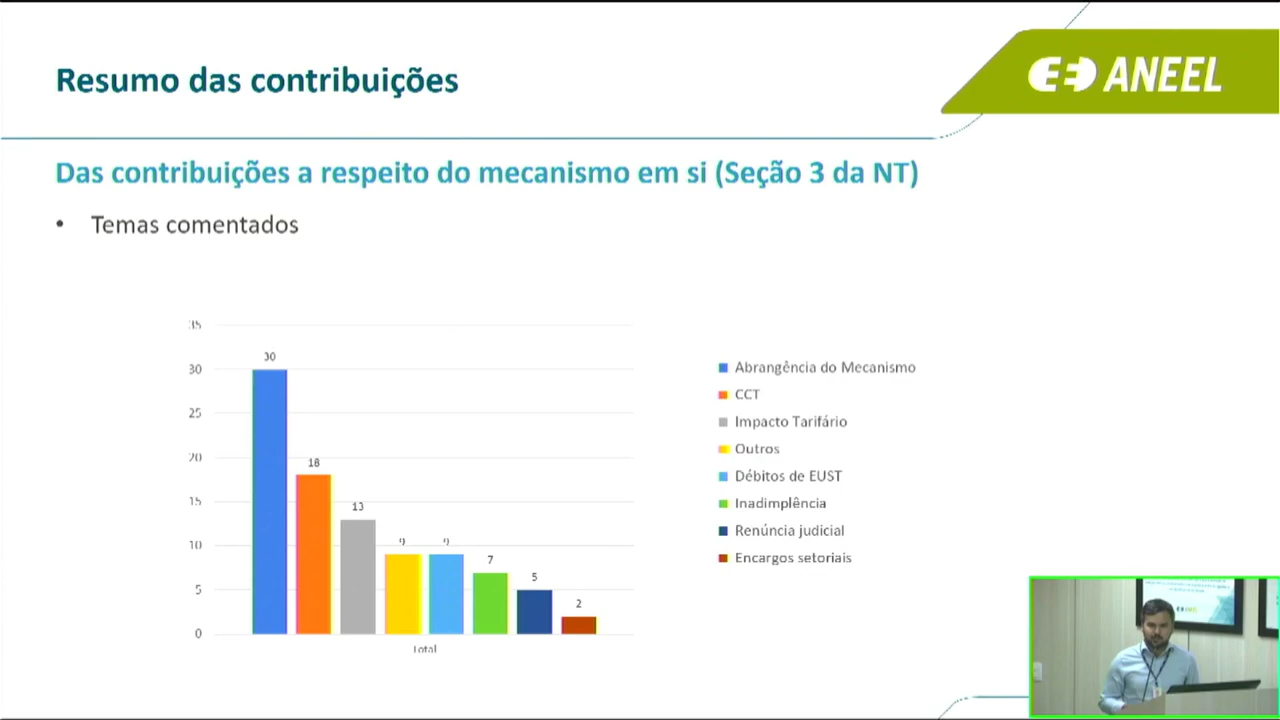 Resumo das contribuições
ANEEL
Das contribuições a respeito do mecanismo em si (Seção 3 da NT)
• Temas comentados
35
30
25
20
15
10
5
0
30
18
13
9
9
7
5
2
Total
Abrangência do Mecanismo
CCT
Impacto Tarifário
Outros
Débitos de EUST
Inadimplência
Renúncia judicial
Encargos setoriais